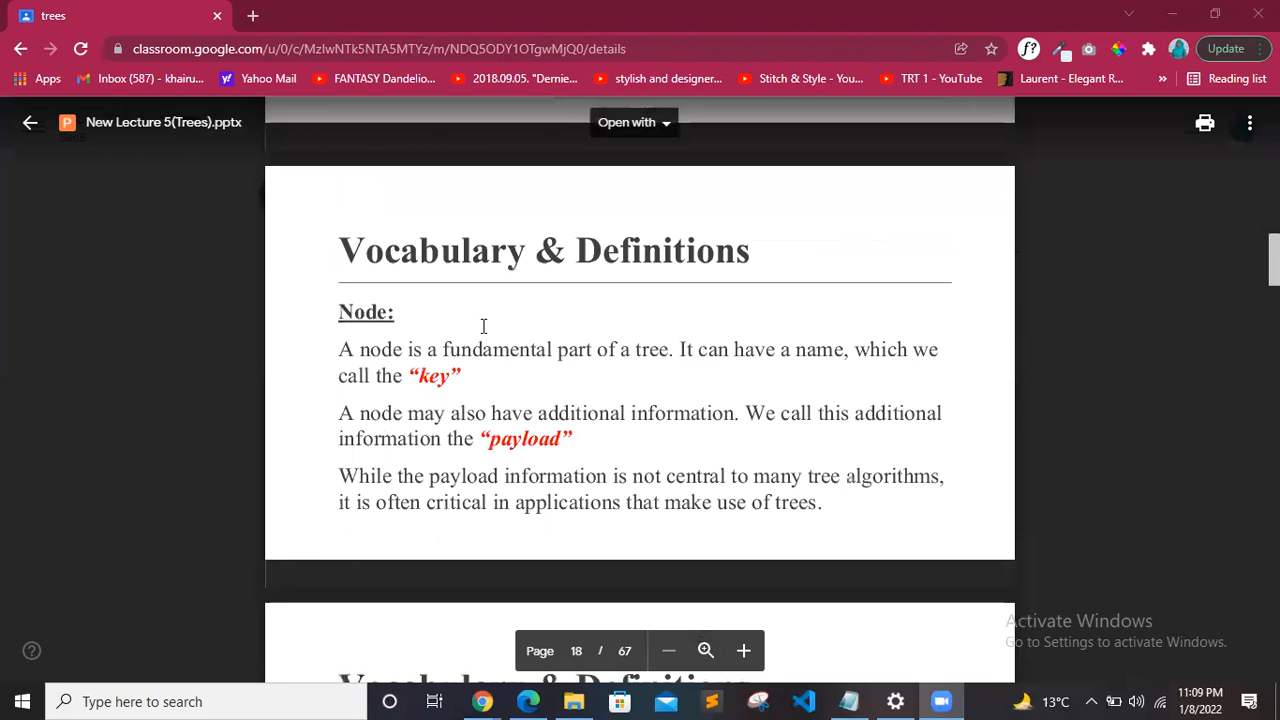 trees
classroom.google.com/u/0/c/MzIwNTk5NTA5MTYz/m/NDQ5ODY1OTgwMjQ0/details
Update
Apps
Inbox (587) - khairu...
Yahoo Mail
FANTASY Dandelio...
2018.09.05. "Dernie...
stylish and designer...
Stitch & Style - You...
TRT 1 - YouTube
Laurent - Elegant R...
»
Reading list
P
New Lecture 5(Trees).pptx
Open with
Vocabulary & Definitions
Node:
A node is a fundamental part of a tree. It can have a name, which we
call the “key”
A node may also have additional information. We call this additional
information the “payload”
While the payload information is not central to many tree algorithms,
it is often critical in applications that make use of trees.
Activate Windows
Go to Settings to activate Windows.
Page 18 / 67
Vocabulary & Definitions
Type here to search
13°C
11:09 PM
1/8/2022